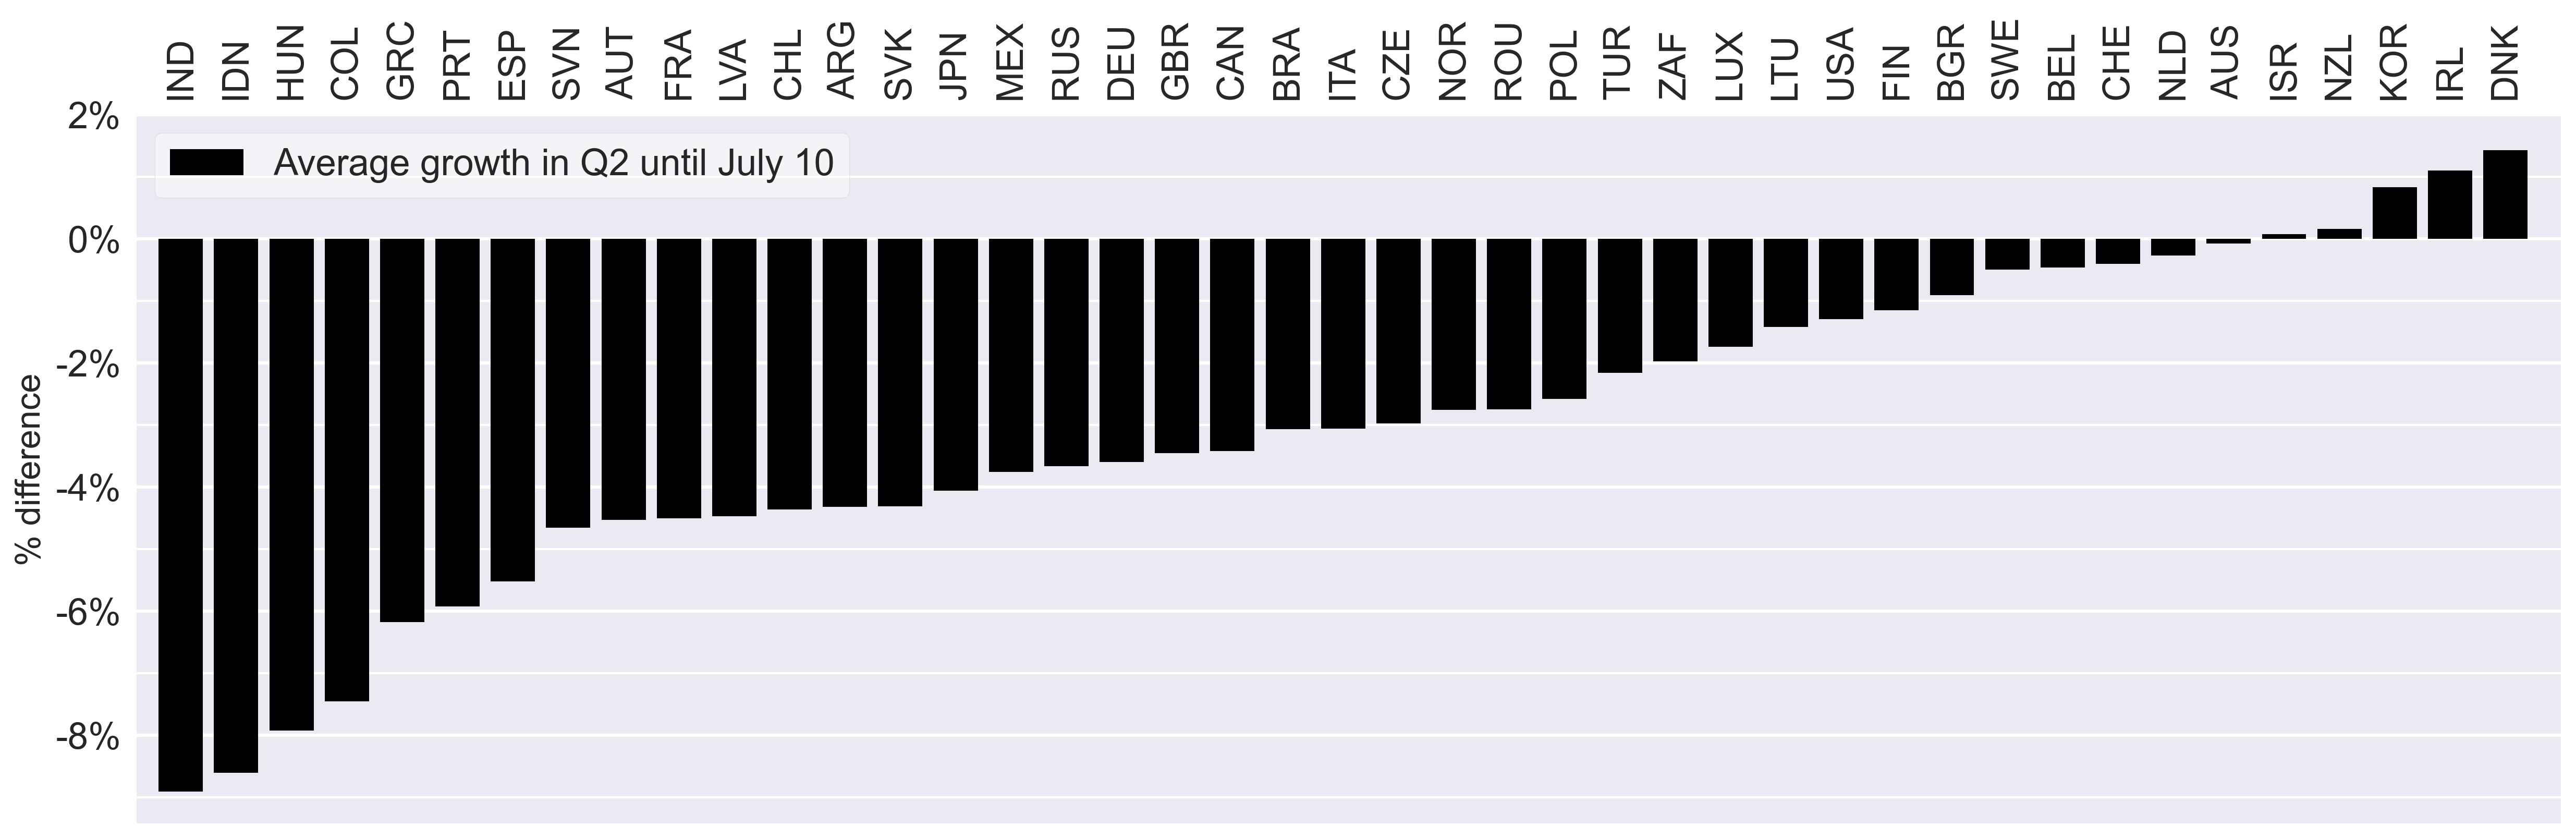 IND IDN HUN COL GRC PRT ESP SVN AUT FRA LVA CHL ARG SVK JPN MEX RUS DEU GBR CAN BRA ITA CZE NOR ROU POL TUR ZAF LUX LTU USA FIN BGR SWE BEL CHE NLD AUS ISR NZL KOR IRL DNK
2%
Average growth in Q2 until July 10
0%
-2%
-4%
-6%
-8%
% difference